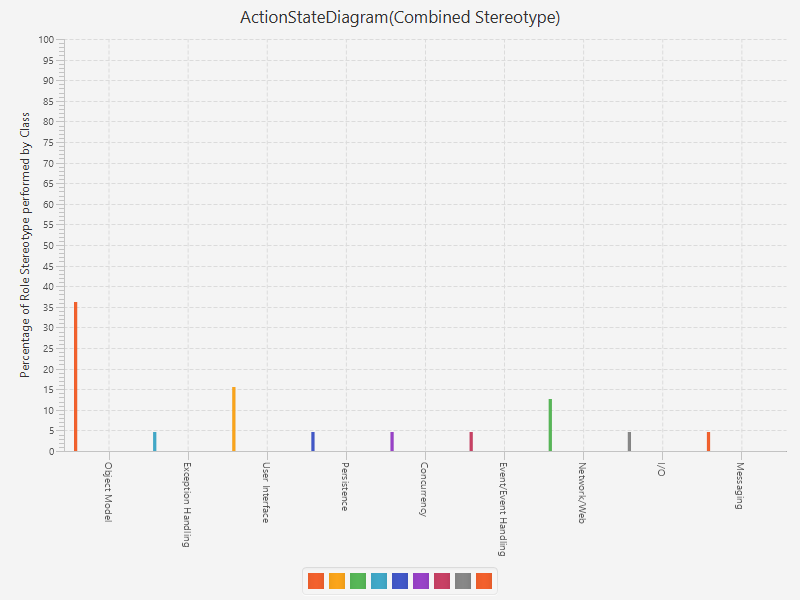 ActionStateDiagram(Combined Stereotype)
Percentage of Role Stereotype performed by Class
100
95
90
85
80
75
70
65
60
55
50
45
40
35
30
25
20
15
10
5
0
Object Model
Exception Handling
User Interface
Persistence
Concurrency
Event/Event Handling
Network/Web
I/O
Messaging